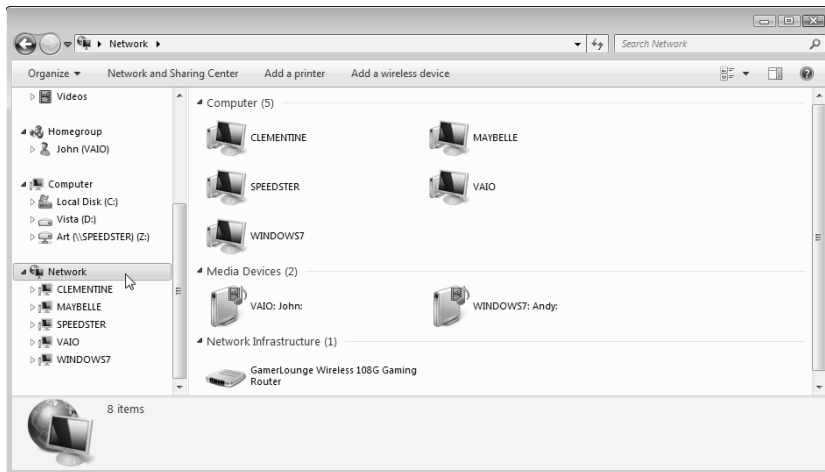 Network
Search Network
Organize
Network and Sharing Center
Add a printer
Add a wireless device
Videos
Homegroup
John (VAIO)
Computer
Local Disk (C:)
Vista (D:)
Art (\\SPEEDSTER) (Z:)
Network
CLEMENTINE
MAYBELLE
SPEEDSTER
VAIO
WINDOWS7
Computer (5)
CLEMENTINE
MAYBELLE
SPEEDSTER
VAIO
WINDOWS7
Media Devices (2)
VAIO: John:
WINDOWS7: Andy:
Network Infrastructure (1)
GamerLounge Wireless 108G Gaming
Router
8 items